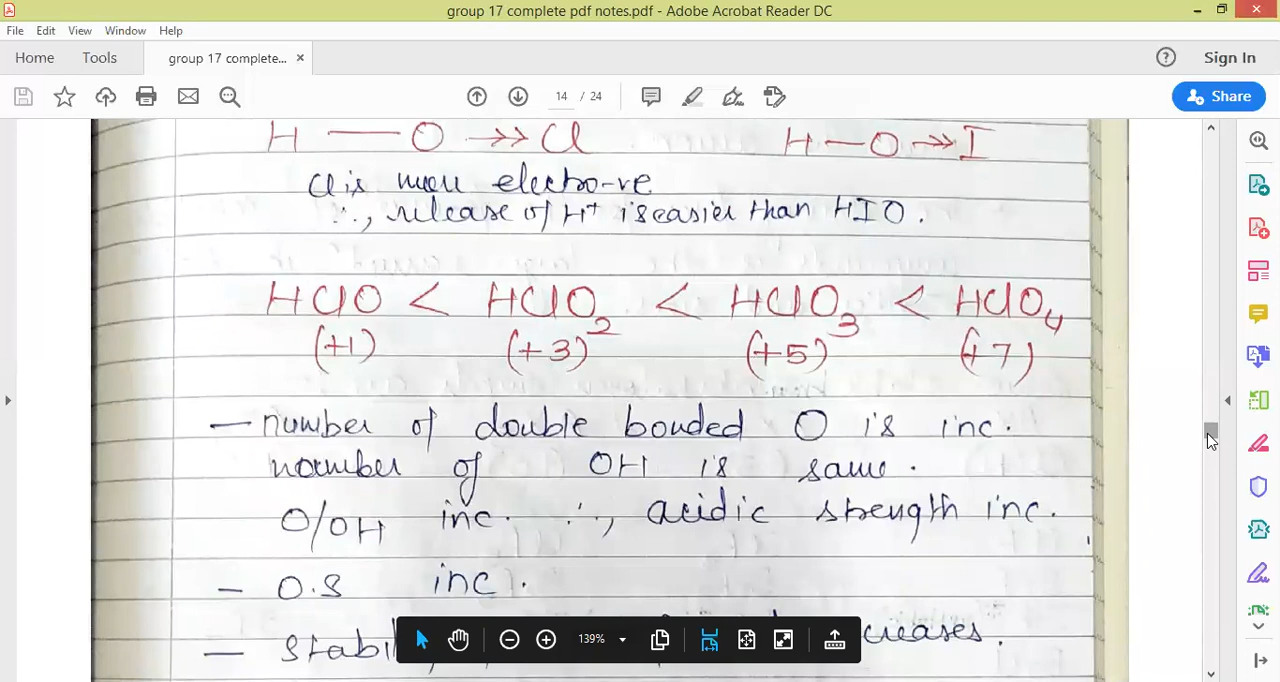 group 17 complete pdf notes.pdf - Adobe Acrobat Reader DC
File Edit View Window Help
Home Tools group 17 complete... ×
Sign In
14 / 24
Share
H — O →>> Cl H — O →>> I
Cl is more electro-ve
∴, release of H+ is easier than HIO.
HClO < HClO2 < HClO3 < HClO4
(+1) (+3) (+5) (+7)
— number of double bonded O is inc.
number of OH is same.
O/OH inc. ∴, acidic strength inc.
— O.S inc.
— creases.
139%